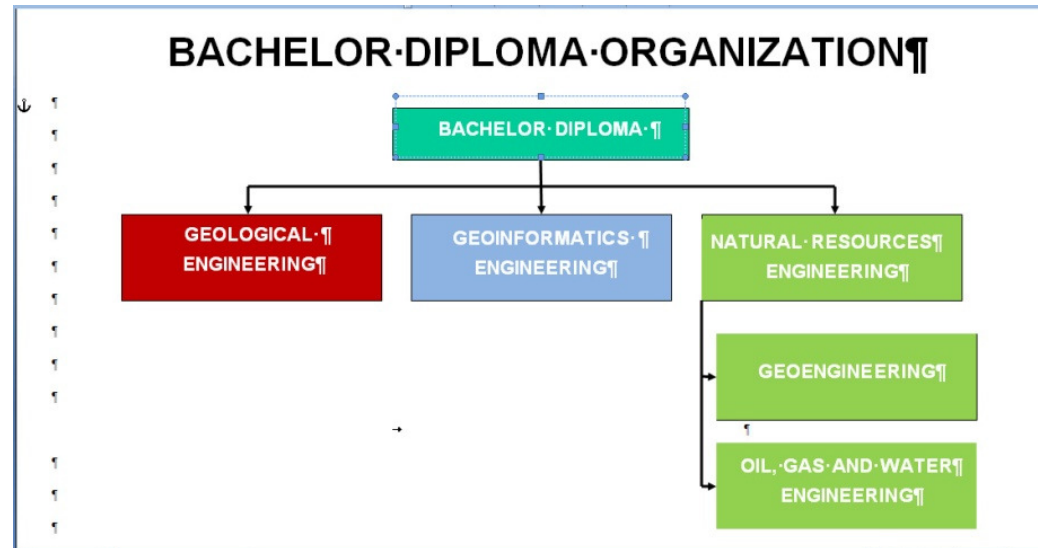 BACHELOR·DIPLOMA·ORGANIZATION¶
BACHELOR·DIPLOMA·¶
GEOLOGICAL·¶
ENGINEERING¶
GEOINFORMATICS·¶
ENGINEERING¶
NATURAL·RESOURCES¶
ENGINEERING¶
GEOENGINEERING¶
OIL,·GAS·AND·WATER¶
ENGINEERING¶